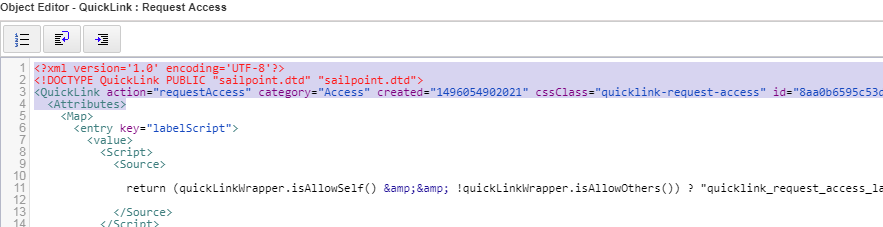 Object Editor - QuickLink : Request Access
1 <?xml version='1.0' encoding='UTF-8'?>
2 <!DOCTYPE QuickLink PUBLIC "sailpoint.dtd" "sailpoint.dtd">
3 <QuickLink action="requestAccess" category="Access" created="1496054902021" cssClass="quicklink-request-access" id="8aa0b6595c53d
4 <Attributes>
5 <Map>
6 <entry key="labelScript">
7 <value>
8 <Script>
9 <Source>
10
11 return (quickLinkWrapper.isAllowSelf() &amp;&amp; !quickLinkWrapper.isAllowOthers()) ? "quicklink_request_access_la
12
13 </Source>
14 </Script>